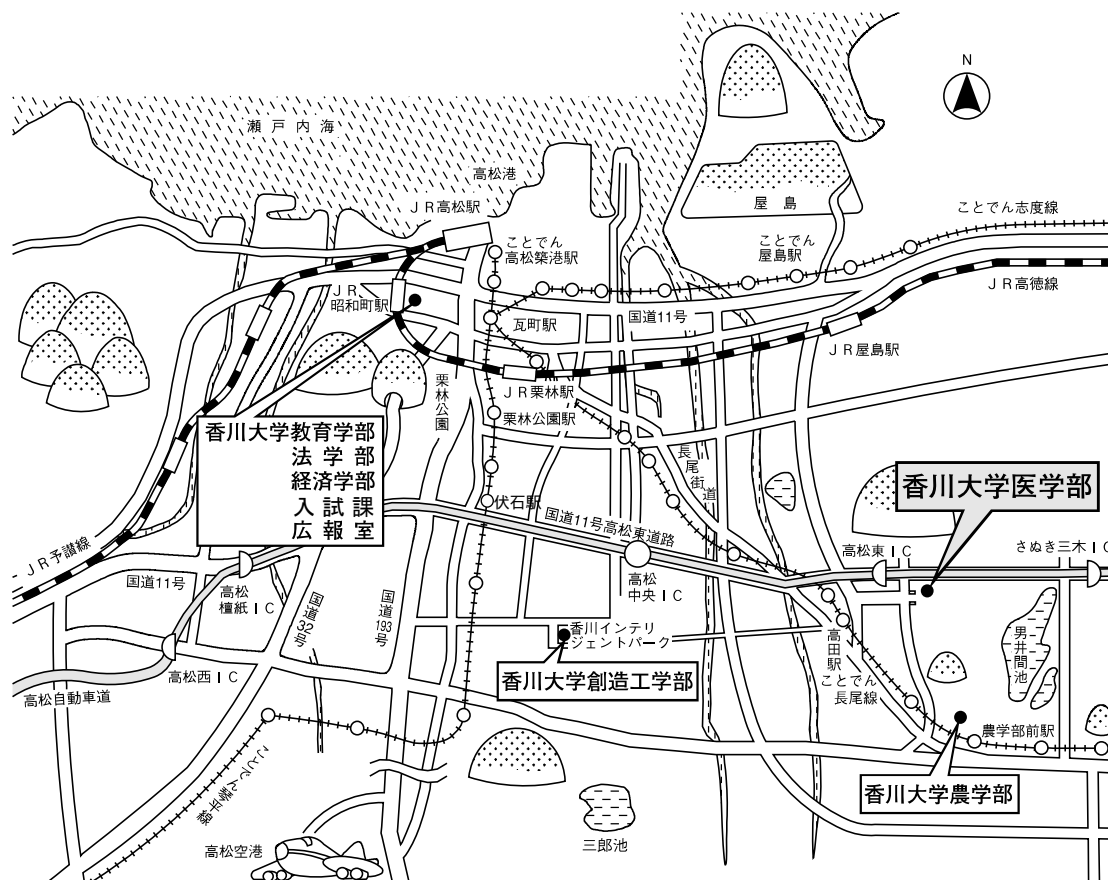 N
瀬戸内海
高松港
JR高松駅
ことでん
高松築港駅
屋島
ことでん志度線
ことでん
屋島駅
JR高徳線
JR
昭和町駅
瓦町駅
国道11号
JR屋島駅
JR栗林駅
栗林公園
栗林公園駅
香川大学教育学部
法学部
経済学部
入試課
広報室
長尾街道
香川大学医学部
伏石駅
国道11号高松東道路
JR予讃線
国道11号
高松
檀紙IC
国道32号
国道193号
高松
中央IC
高松東IC
さぬき三木IC
香川インテリ
ジェントパーク
高田駅
男井間池
香川大学創造工学部
ことでん
長尾線
高松西IC
高松自動車道
農学部前駅
ことでん琴平線
香川大学農学部
高松空港
三郎池